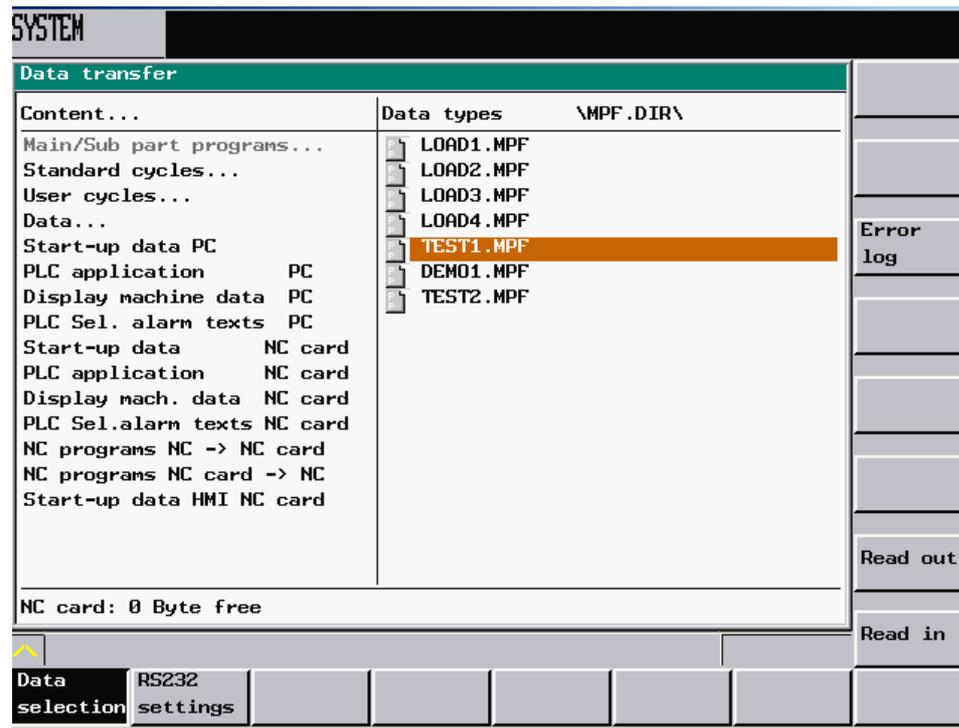 SYSTEM
Data transfer
Content...
Main/Sub part programs...
Standard cycles...
User cycles...
Data...
Start-up data PC
PLC application PC
Display machine data PC
PLC Sel. alarm texts PC
Start-up data NC card
PLC application NC card
Display mach. data NC card
PLC Sel.alarm texts NC card
NC programs NC -> NC card
NC programs NC card -> NC
Start-up data HMI NC card
Data types \MPF.DIR\
LOAD1.MPF
LOAD2.MPF
LOAD3.MPF
LOAD4.MPF
TEST1.MPF
DEMO1.MPF
TEST2.MPF
NC card: 0 Byte free
Error
log
Read out
Read in
Data
selection
RS232
settings